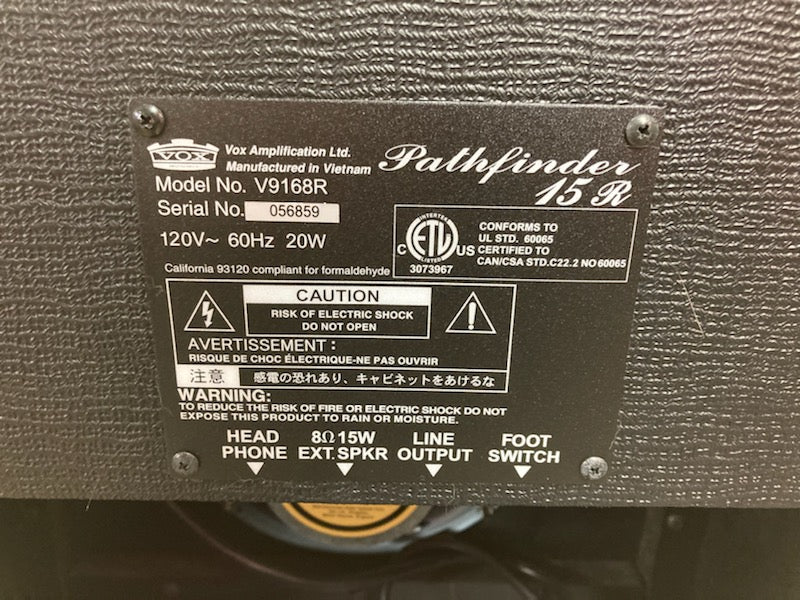 VOX
Vox Amplification Ltd.
Manufactured in Vietnam
Pathfinder
15 R
Model No. V9168R
Serial No. 056859
120V~ 60Hz 20W
California 93120 compliant for formaldehyde
INTERTEK
C ETL US
LISTED
3073967
CONFORMS TO
UL STD. 60065
CERTIFIED TO
CAN/CSA STD.C22.2 NO 60065
CAUTION
RISK OF ELECTRIC SHOCK
DO NOT OPEN
AVERTISSEMENT :
RISQUE DE CHOC ÉLECTRIQUE-NE PAS OUVRIR
注意 感電の恐れあり、キャビネットをあけるな
WARNING:
TO REDUCE THE RISK OF FIRE OR ELECTRIC SHOCK DO NOT
EXPOSE THIS PRODUCT TO RAIN OR MOISTURE.
HEAD PHONE
8Ω 15W EXT.SPKR
LINE OUTPUT
FOOT SWITCH